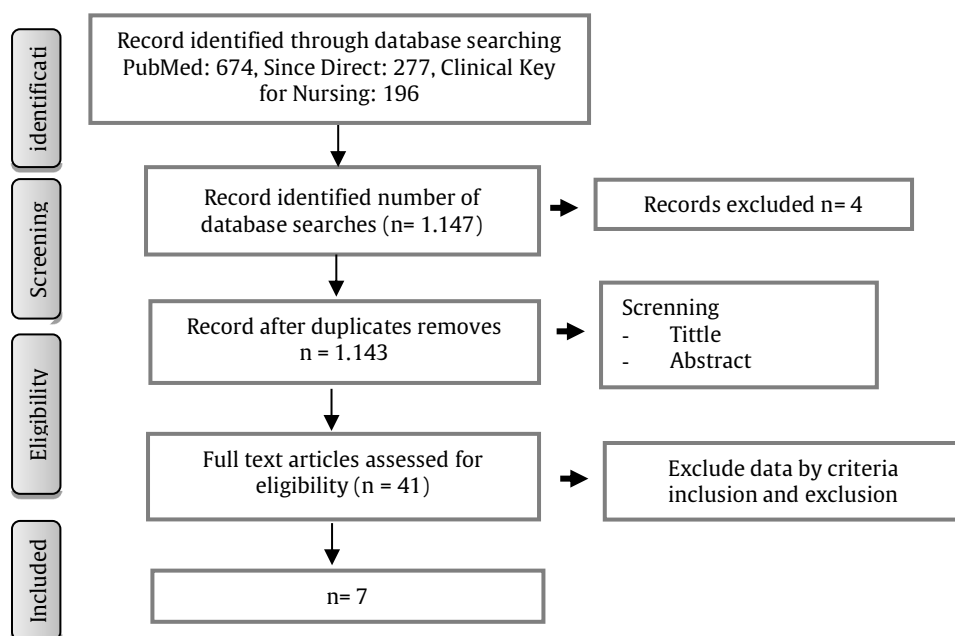 identificati
Record identified through database searching
PubMed: 674, Since Direct: 277, Clinical Key
for Nursing: 196
Screening
Record identified number of
database searches (n= 1.147)
Records excluded n= 4
Record after duplicates removes
n = 1.143
Screnning
- Tittle
- Abstract
Eligibility
Full text articles assessed for
eligibility (n = 41)
Exclude data by criteria
inclusion and exclusion
Included
n= 7